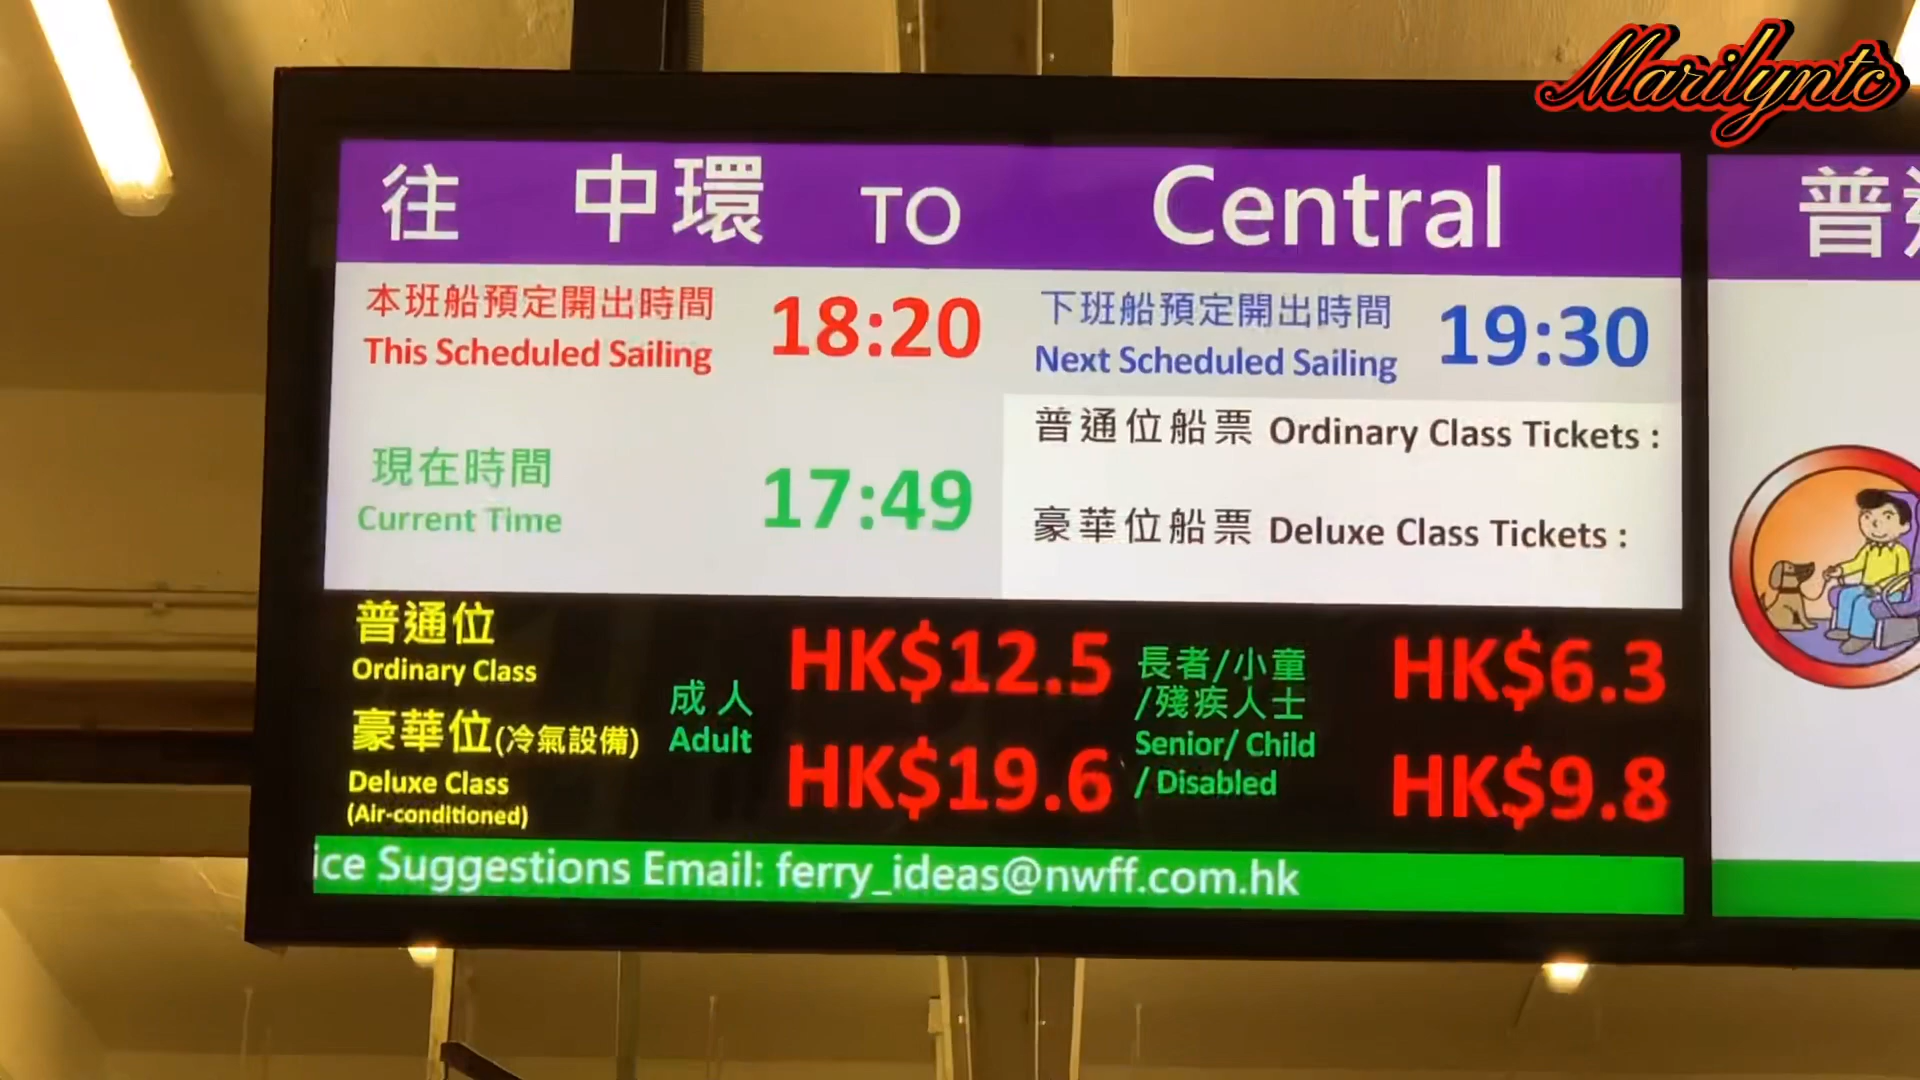 Marilyntc
往 中環 TO Central
本班船預定開出時間
This Scheduled Sailing
18:20
下班船預定開出時間
Next Scheduled Sailing
19:30
現在時間
Current Time
17:49
普通位船票 Ordinary Class Tickets :
豪華位船票 Deluxe Class Tickets :
普通位
Ordinary Class
豪華位(冷氣設備)
Deluxe Class
(Air-conditioned)
成人
Adult
HK$12.5
HK$19.6
長者/小童
/殘疾人士
Senior/ Child
/ Disabled
HK$6.3
HK$9.8
ice Suggestions Email: ferry_ideas@nwff.com.hk
普